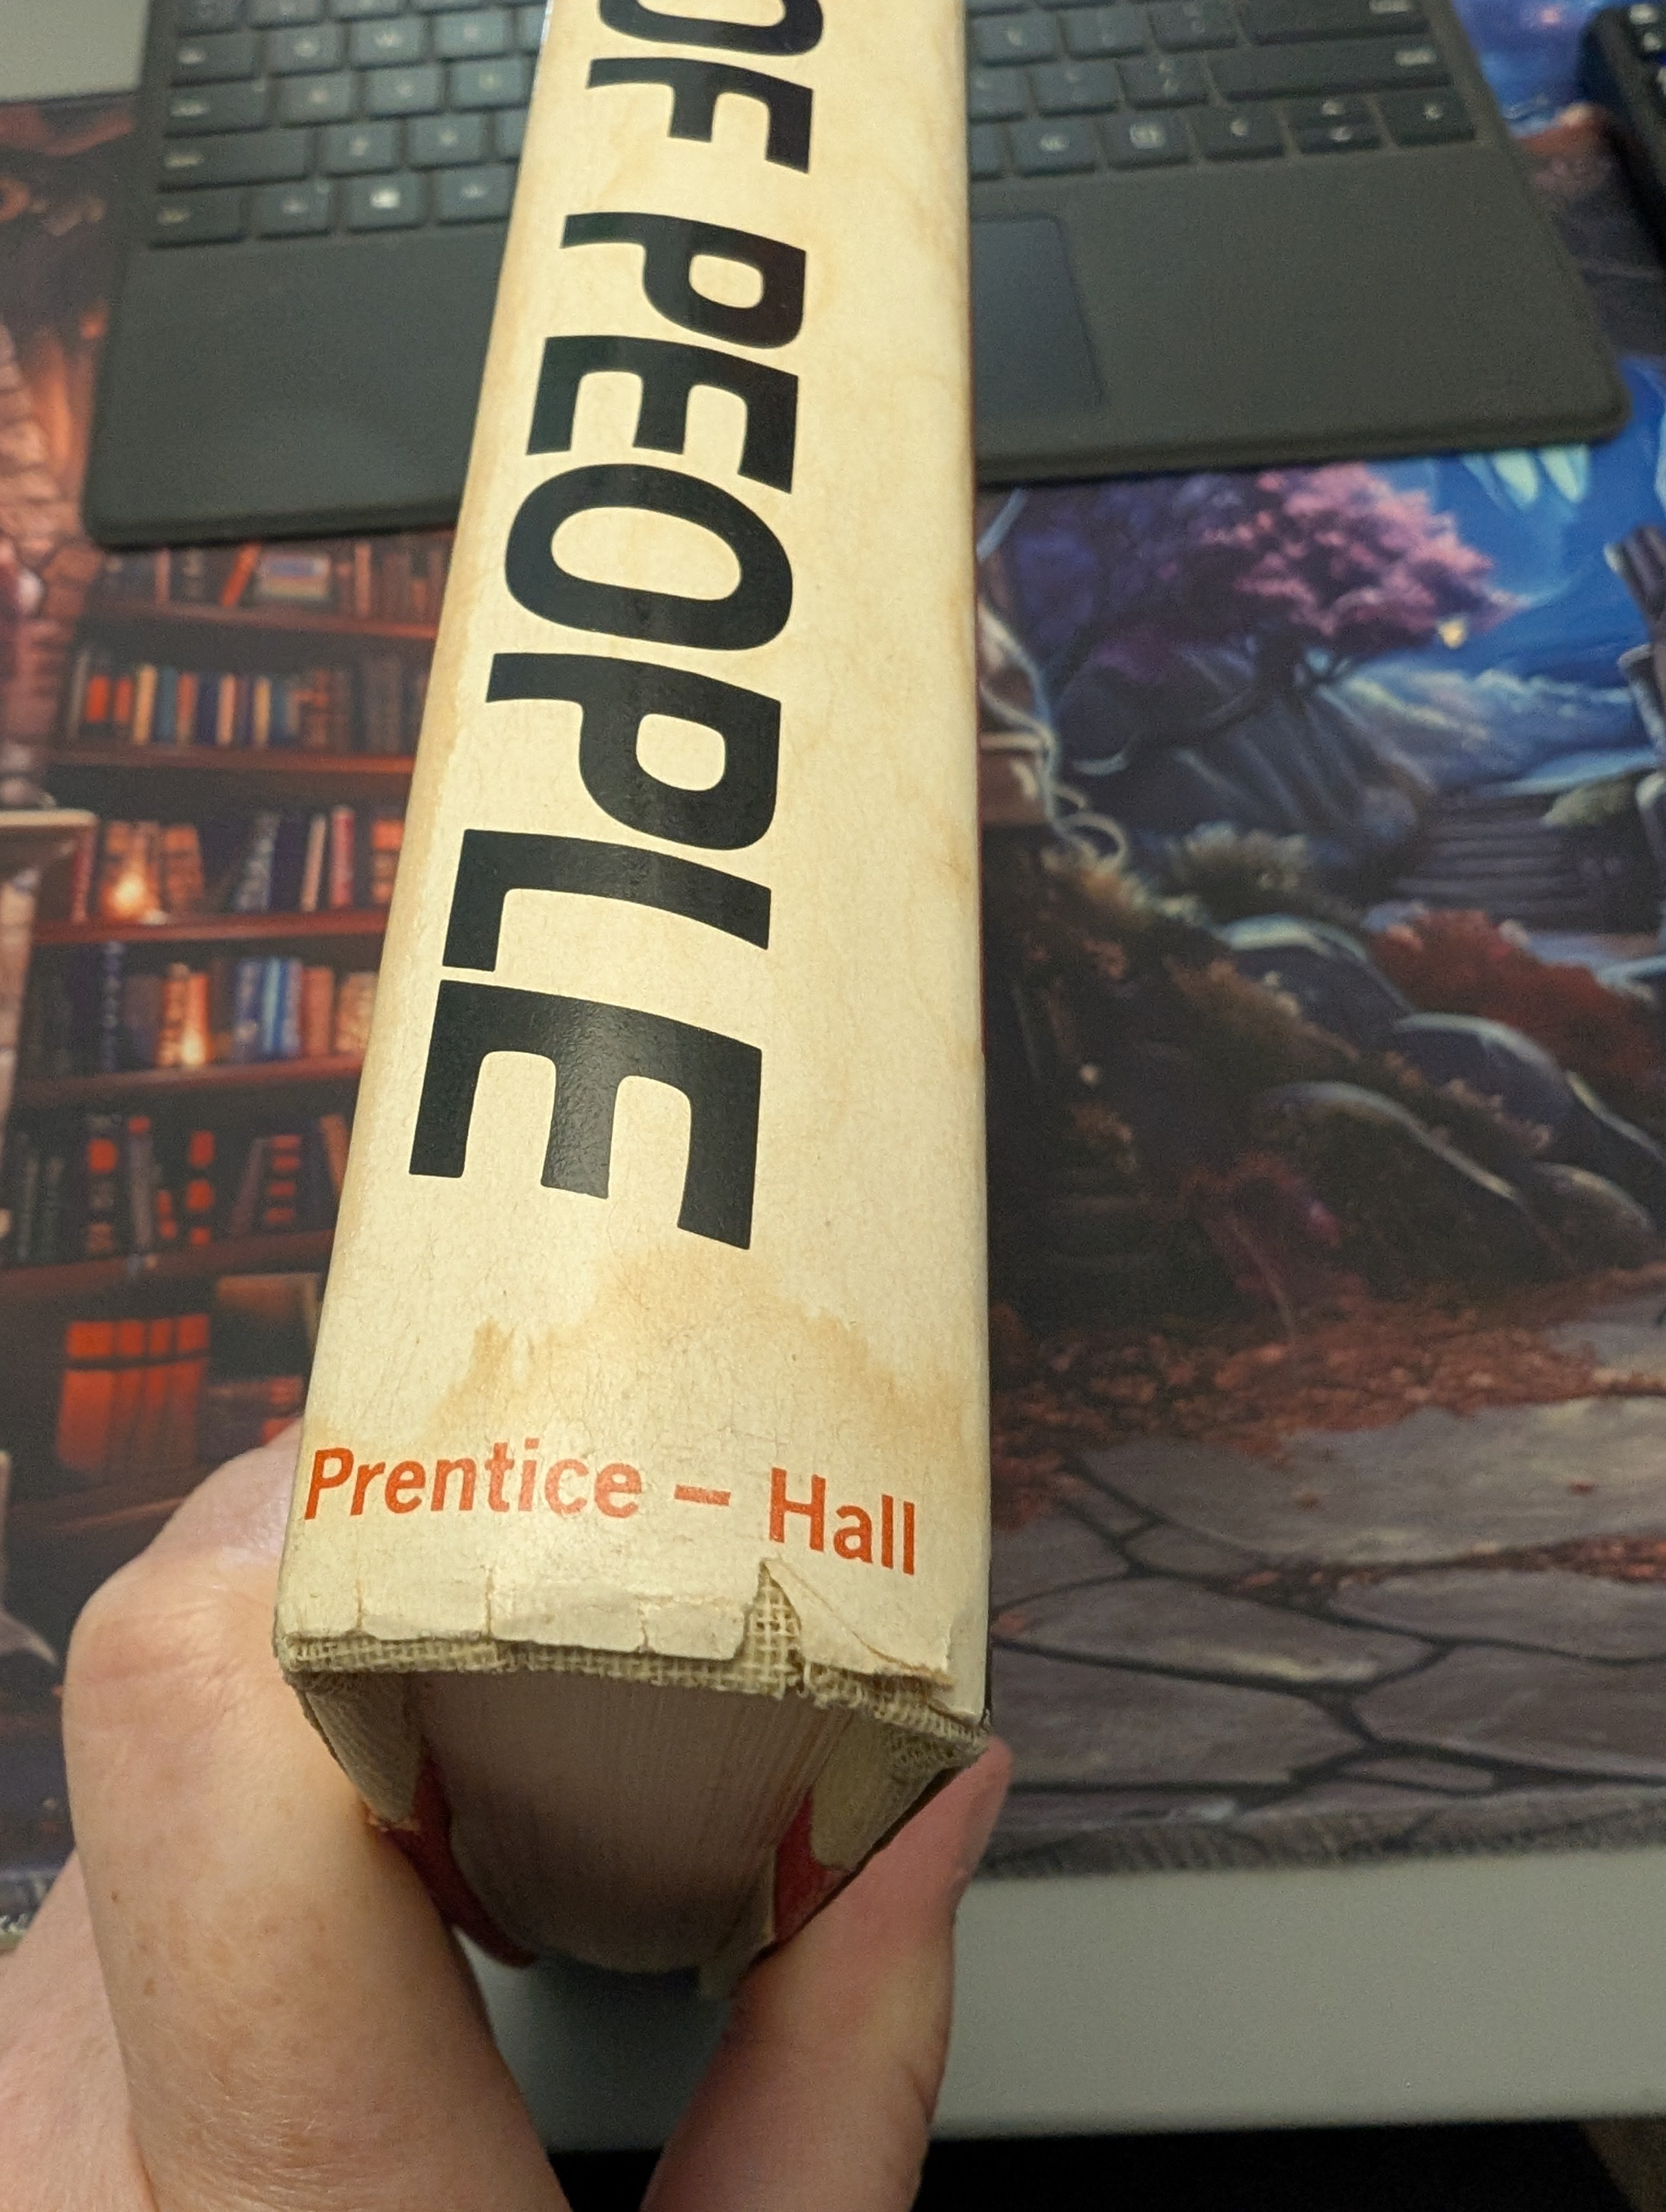 OF PEOPLE
Prentice – Hall